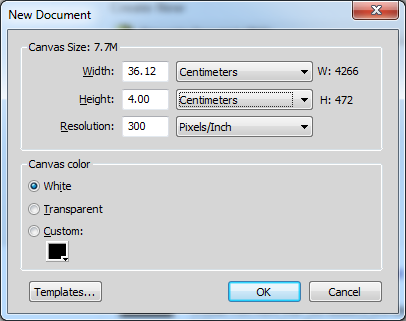 New Document
Canvas Size: 7.7M
Width: 36.12 Centimeters W: 4266
Height: 4.00 Centimeters H: 472
Resolution: 300 Pixels/Inch
Canvas color
White
Transparent
Custom:
Templates... OK Cancel